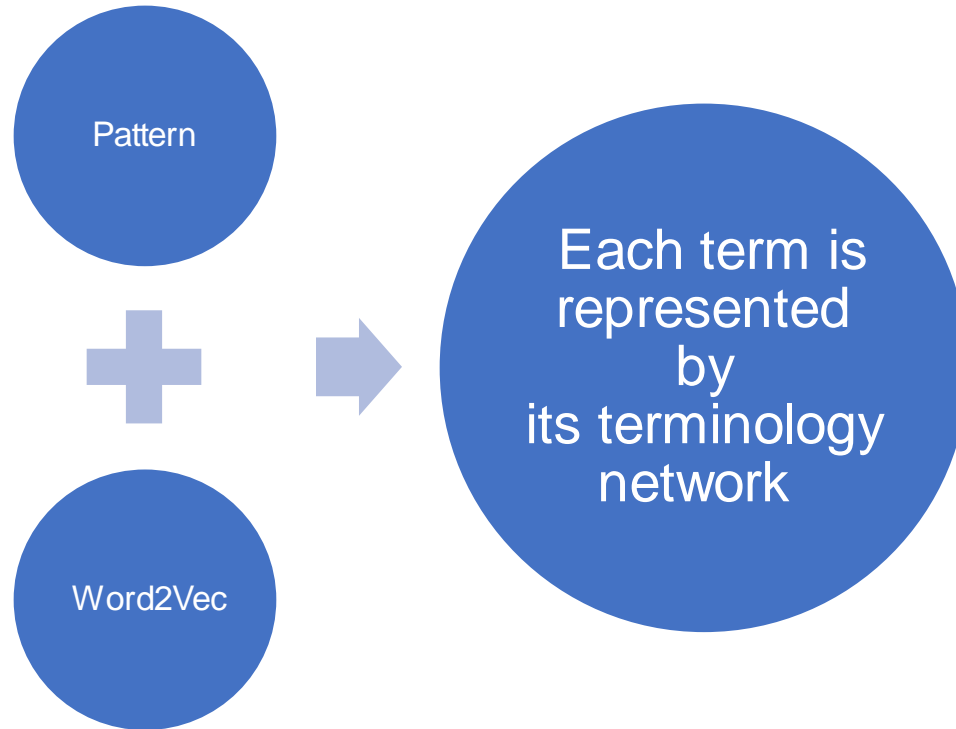 Pattern
Word2Vec
Each term is
represented
by
its terminology
network